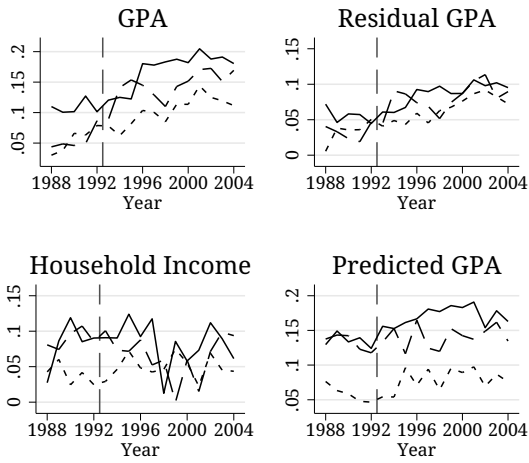 GPA
.2
.15
.1
.05
1988 1992 1996 2000 2004
Year
Residual GPA
.15
.1
.05
0
1988 1992 1996 2000 2004
Year
Household Income
.15
.1
.05
0
1988 1992 1996 2000 2004
Year
Predicted GPA
.2
.15
.1
.05
1988 1992 1996 2000 2004
Year